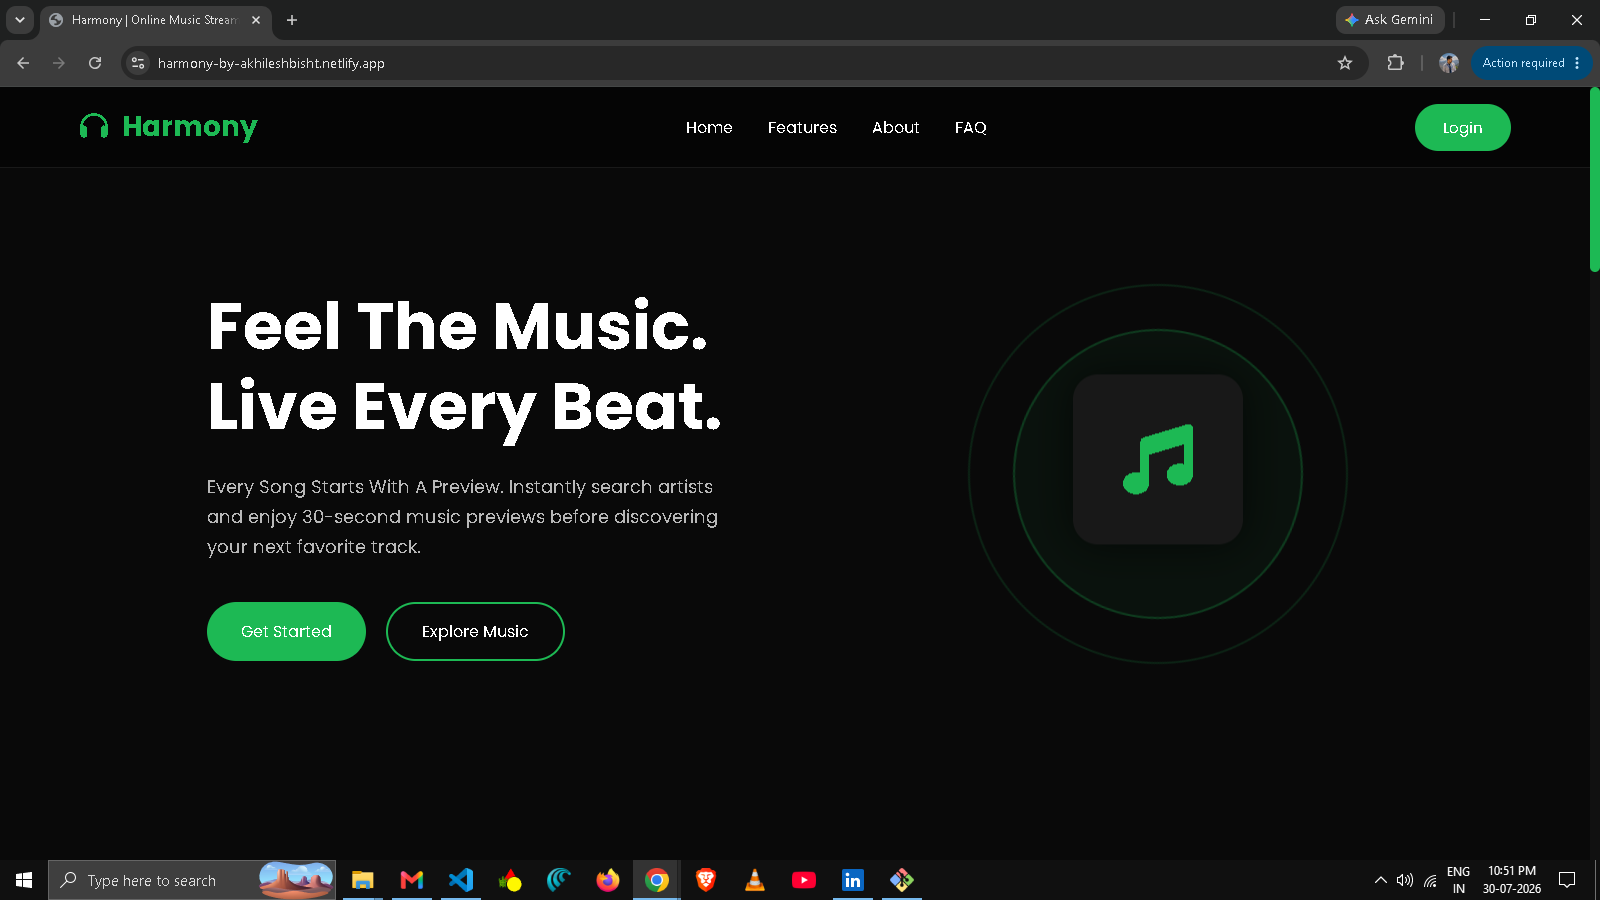 Harmony | Online Music Stream
Ask Gemini
harmony-by-akhileshbisht.netlify.app
Action required
Harmony
Home
Features
About
FAQ
Login
Feel The Music.
Live Every Beat.
Every Song Starts With A Preview. Instantly search artists
and enjoy 30-second music previews before discovering
your next favorite track.
Get Started
Explore Music
Type here to search
ENG
IN
10:51 PM
30-07-2026